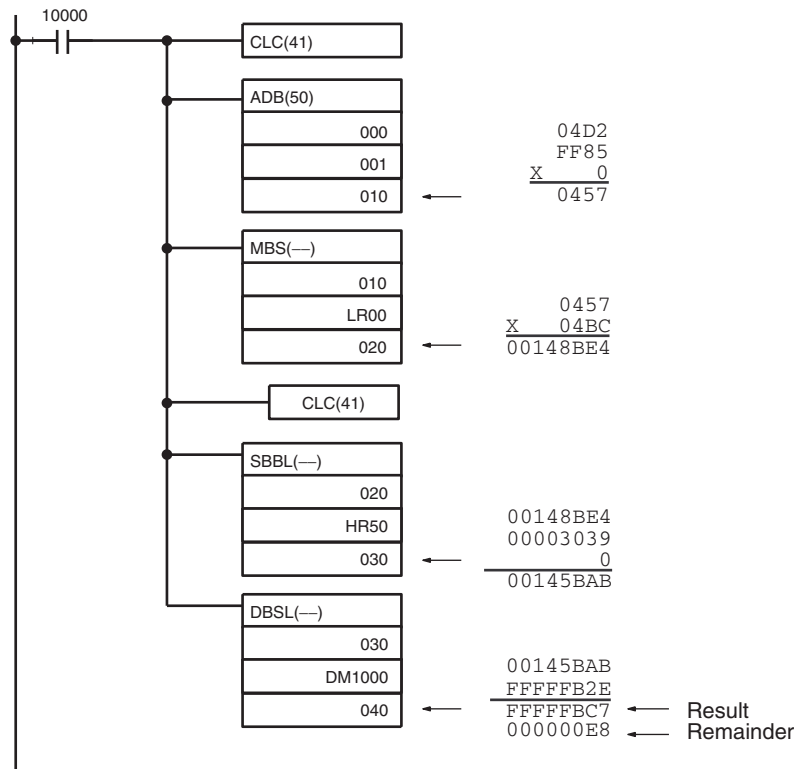 10000
CLC(41)
ADB(50)
000
001
010
04D2
FF85
X 0
0457
MBS(––)
010
LR00
020
0457
X 04BC
00148BE4
CLC(41)
SBBL(––)
020
HR50
030
00148BE4
00003039
0
00145BAB
DBSL(––)
030
DM1000
040
00145BAB
FFFFFB2E
FFFFFBC7
Result
000000E8
Remainder